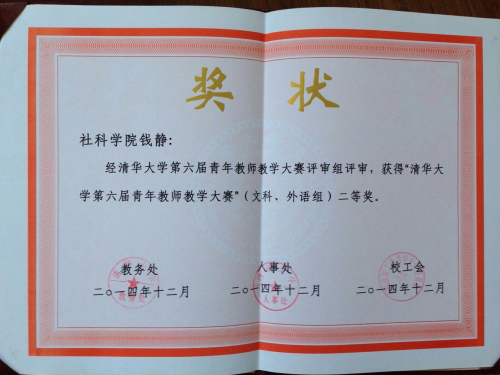 奖状
社科学院钱静：
经清华大学第六届青年教师教学大赛评审组评审，获得“清华大
学第六届青年教师教学大赛”（文科、外语组）二等奖。
教务处 人事处 校工会
二〇一四年十二月 二〇一四年十二月 二〇一四年十二月
人事处